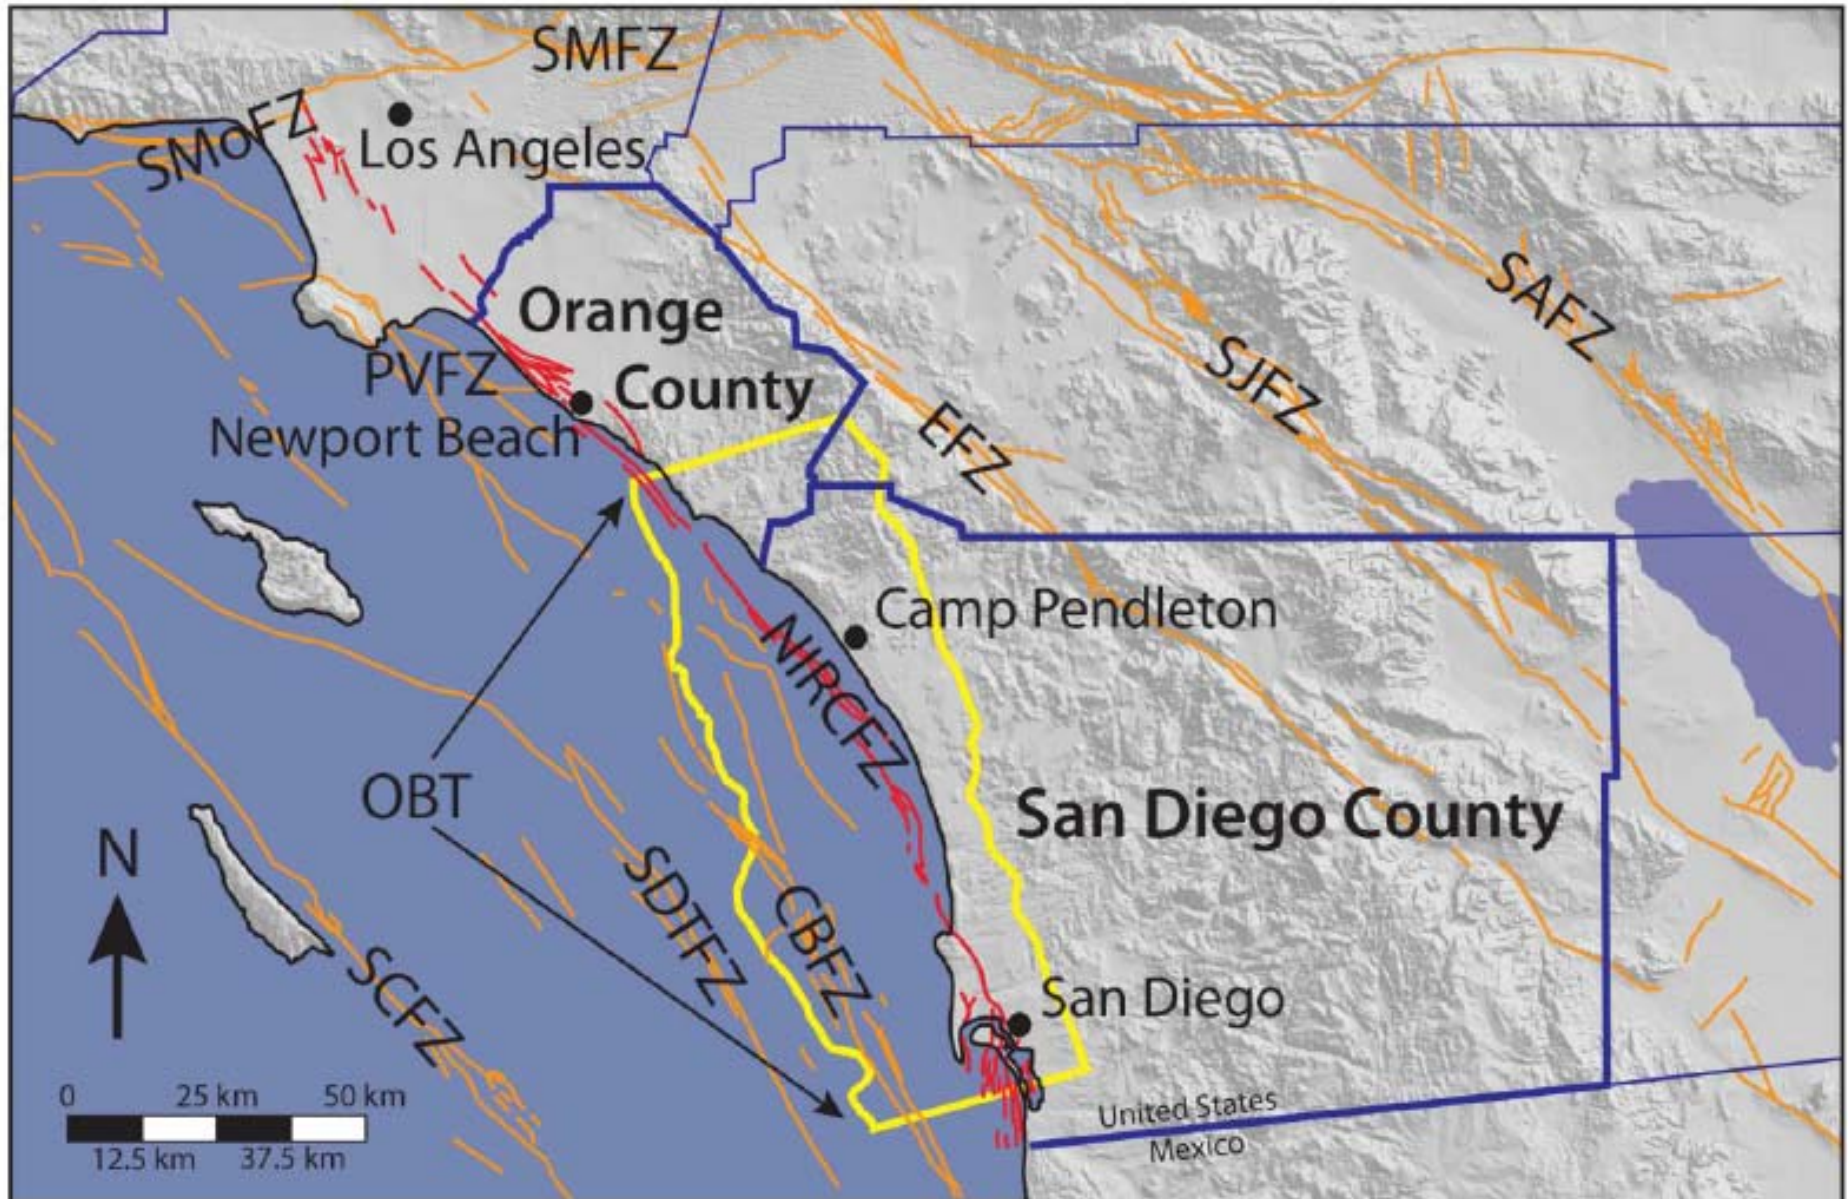 SMFZ
SMoFZ
Los Angeles
Orange
County
SAFZ
PVFZ
SJFZ
Newport Beach
EFZ
Camp Pendleton
NIRCFZ
OBT
San Diego County
N
SDTFZ
CBFZ
SCFZ
San Diego
0 25 km 50 km
12.5 km 37.5 km
United States
Mexico